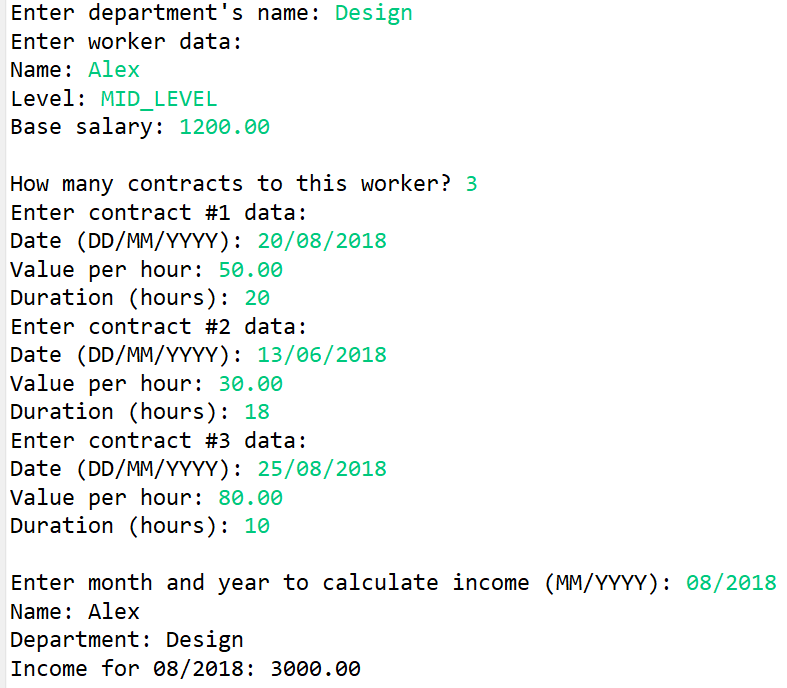 Enter department's name: Design
Enter worker data:
Name: Alex
Level: MID_LEVEL
Base salary: 1200.00
How many contracts to this worker? 3
Enter contract #1 data:
Date (DD/MM/YYYY): 20/08/2018
Value per hour: 50.00
Duration (hours): 20
Enter contract #2 data:
Date (DD/MM/YYYY): 13/06/2018
Value per hour: 30.00
Duration (hours): 18
Enter contract #3 data:
Date (DD/MM/YYYY): 25/08/2018
Value per hour: 80.00
Duration (hours): 10
Enter month and year to calculate income (MM/YYYY): 08/2018
Name: Alex
Department: Design
Income for 08/2018: 3000.00